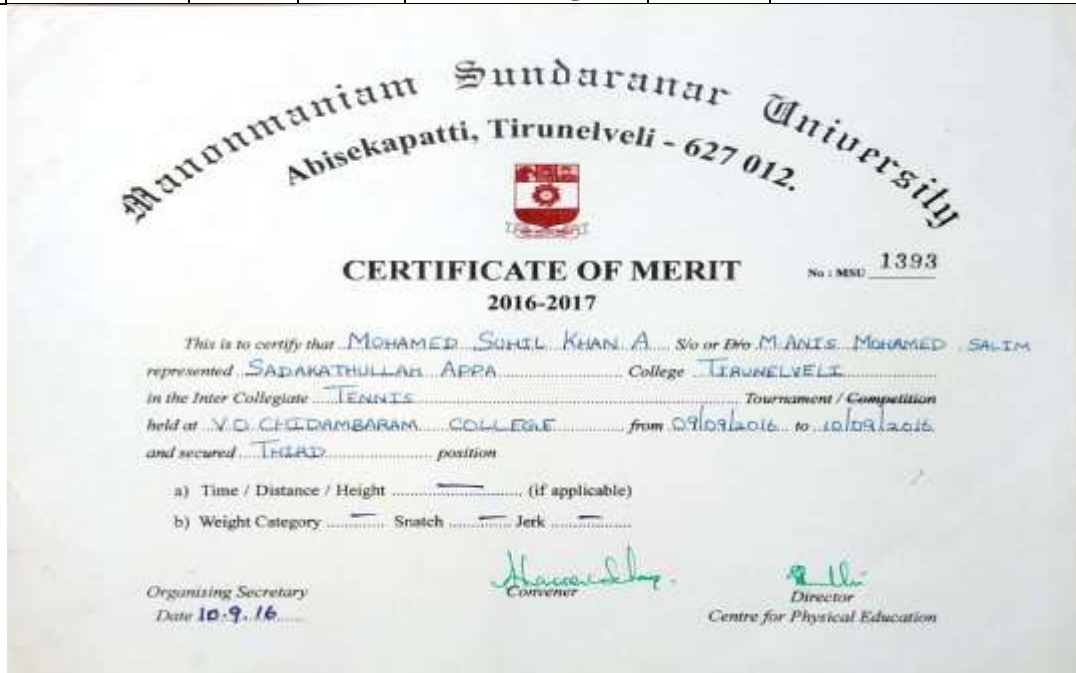 Manonmaniam Sundaranar University
Abisekapatti, Tirunelveli - 627 012.
CERTIFICATE OF MERIT
No : MSU 1393
2016-2017
This is to certify that MOHAMED SUHIL KHAN A S/o or D/o M.ANIS MOHAMED SALIM
represented SADAKATHULLAH APPA College TIRUNELVELI
in the Inter Collegiate TENNIS Tournament / Competition
held at V.O. CHIDAMBARAM COLLEGE from 09/09/2016 to 10/09/2016
and secured THIRD position
a) Time / Distance / Height — (if applicable)
b) Weight Category — Snatch — Jerk —
Organising Secretary
Convener
Director
Date 10.9.16
Centre for Physical Education